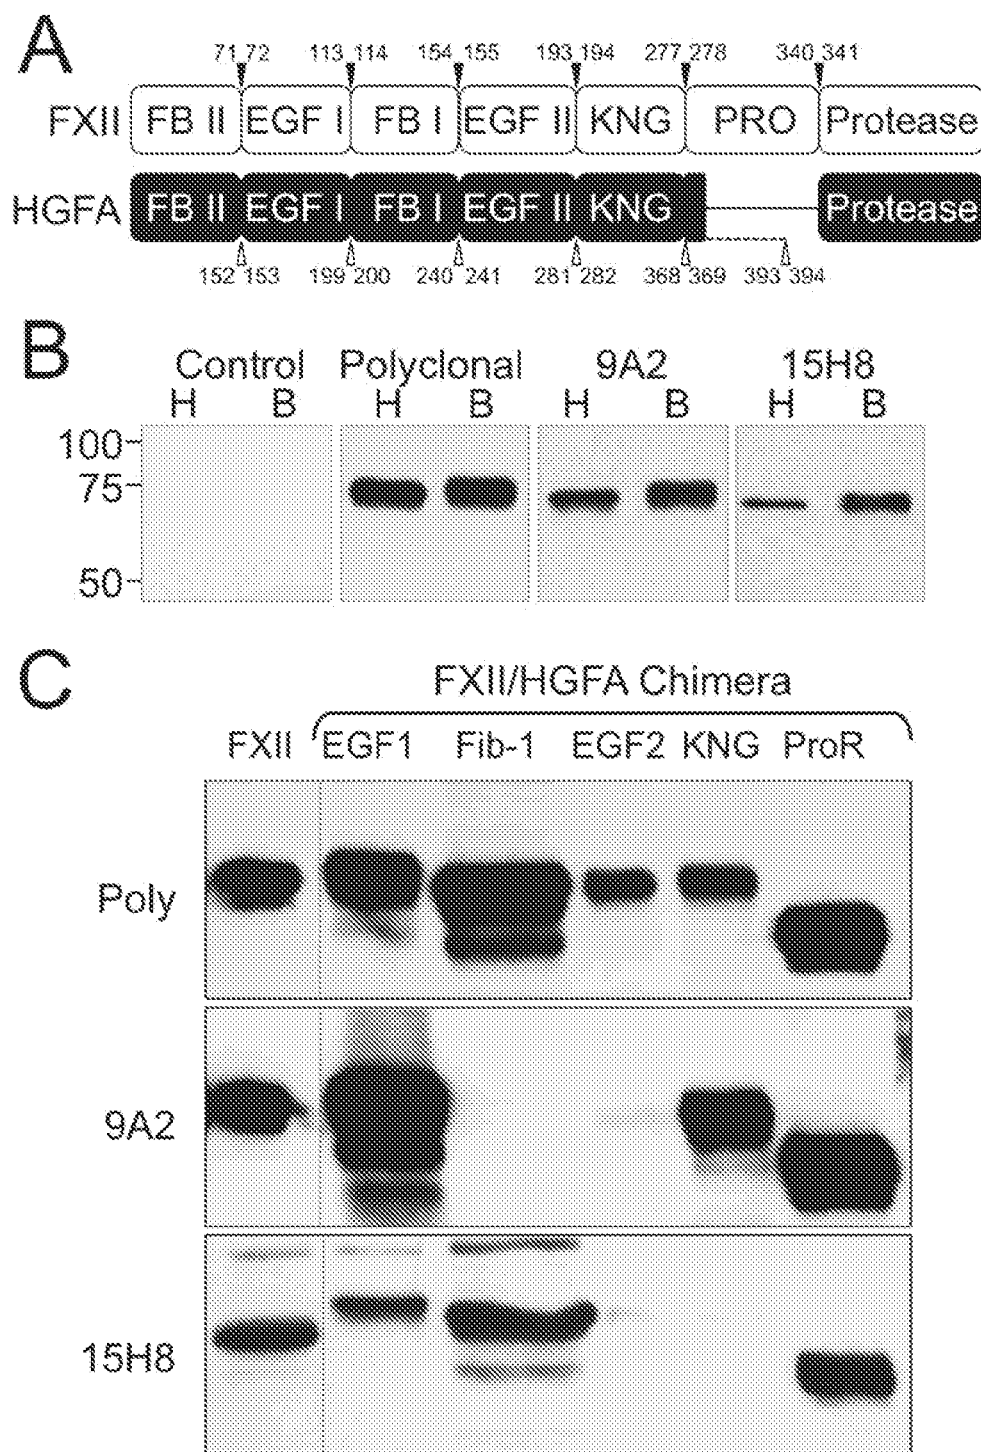 A
71 72 113 114 154 155 193 194 277 278 340 341
FXII FB II EGF I FB I EGF II KNG PRO Protease
HGFA FB II EGF I FB I EGF II KNG Protease
152 153 199 200 240 241 281 282 368 369 393 394
B
Control Polyclonal 9A2 15H8
H B H B H B H B
100
75
50
C
FXII/HGFA Chimera
FXII EGF1 Fib-1 EGF2 KNG ProR
Poly
9A2
15H8